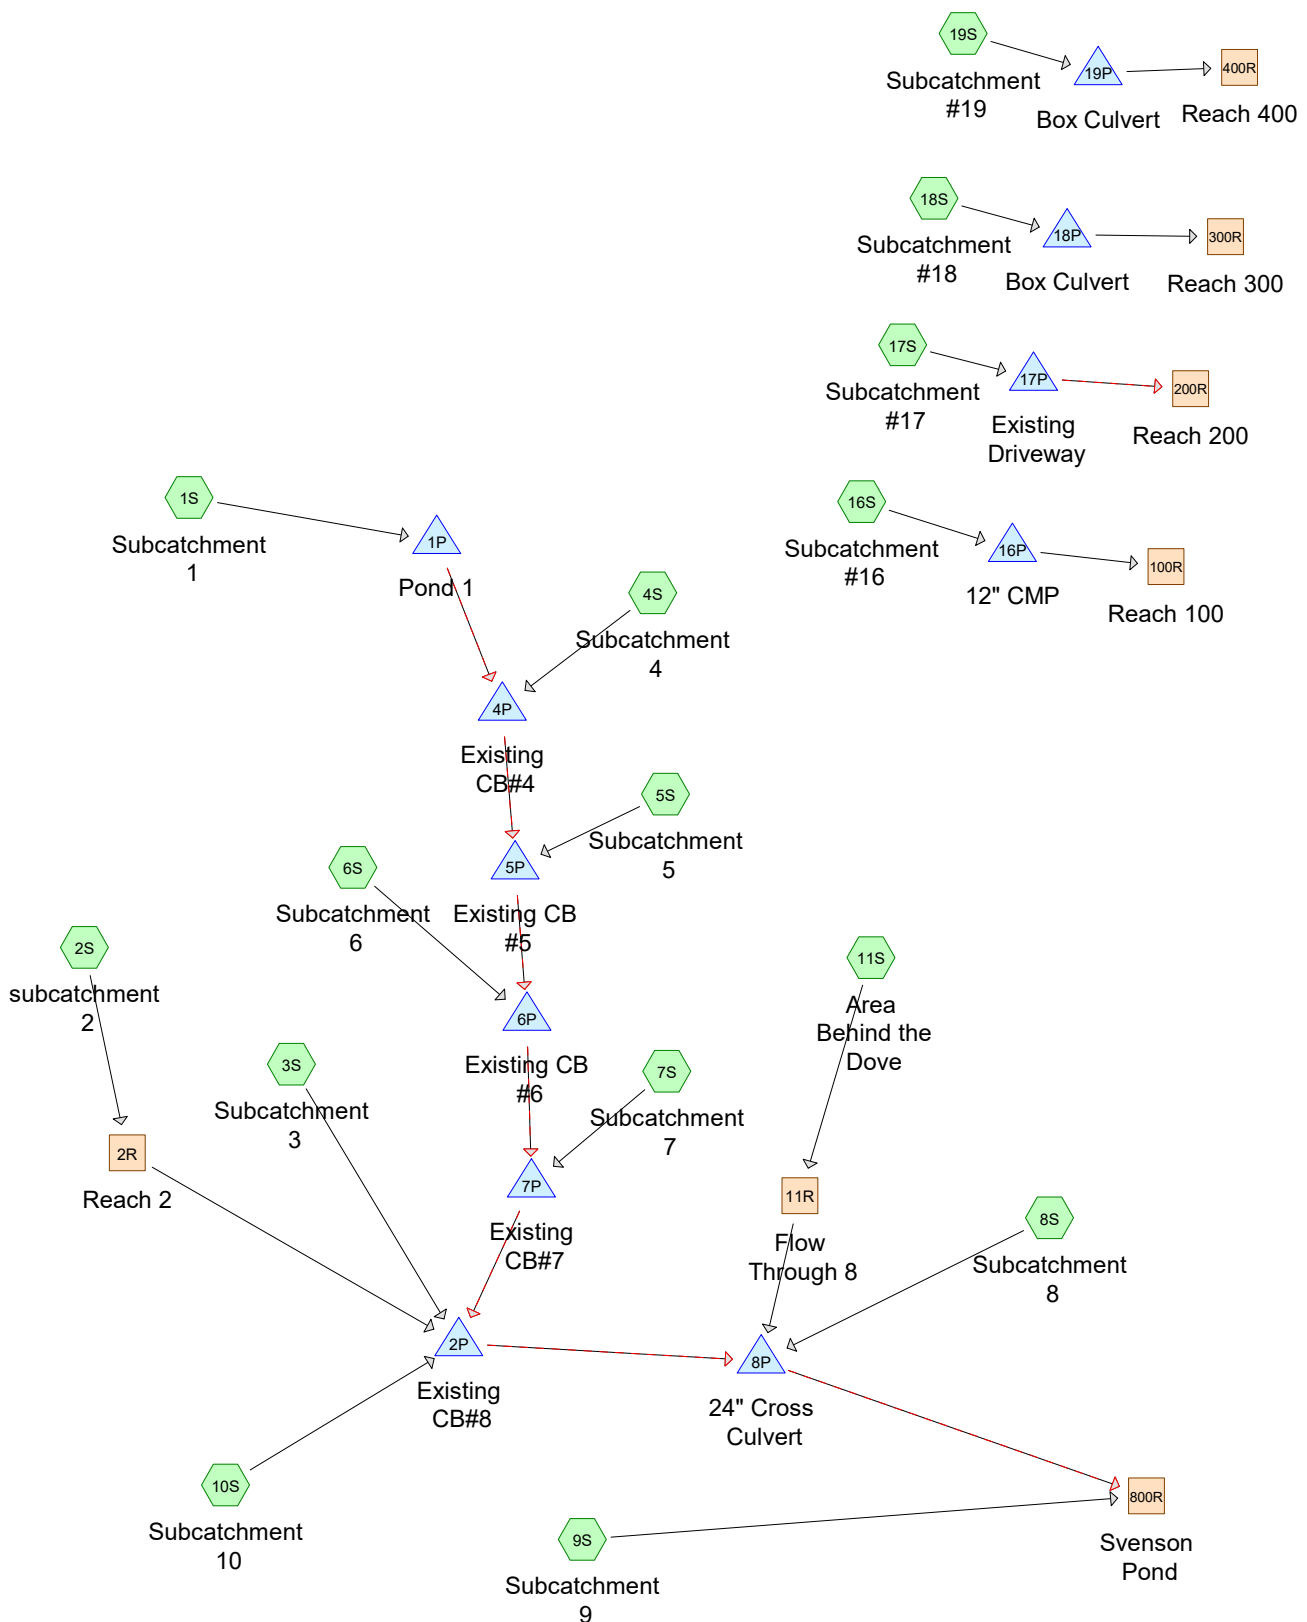 19S
Subcatchment
#19
19P
Box Culvert
400R
Reach 400
18S
Subcatchment
#18
18P
Box Culvert
300R
Reach 300
17S
Subcatchment
#17
17P
Existing
Driveway
200R
Reach 200
16S
Subcatchment
#16
16P
12" CMP
100R
Reach 100
1S
Subcatchment
1
1P
Pond 1
4S
Subcatchment
4
4P
Existing
CB#4
5S
Subcatchment
5
5P
Existing CB
#5
6S
Subcatchment
6
6P
Existing CB
#6
2S
subcatchment
2
2R
Reach 2
3S
Subcatchment
3
7S
Subcatchment
7
7P
Existing
CB#7
11S
Area
Behind the
Dove
11R
Flow
Through 8
8S
Subcatchment
8
2P
Existing
CB#8
8P
24" Cross
Culvert
10S
Subcatchment
10
9S
Subcatchment
9
800R
Svenson
Pond